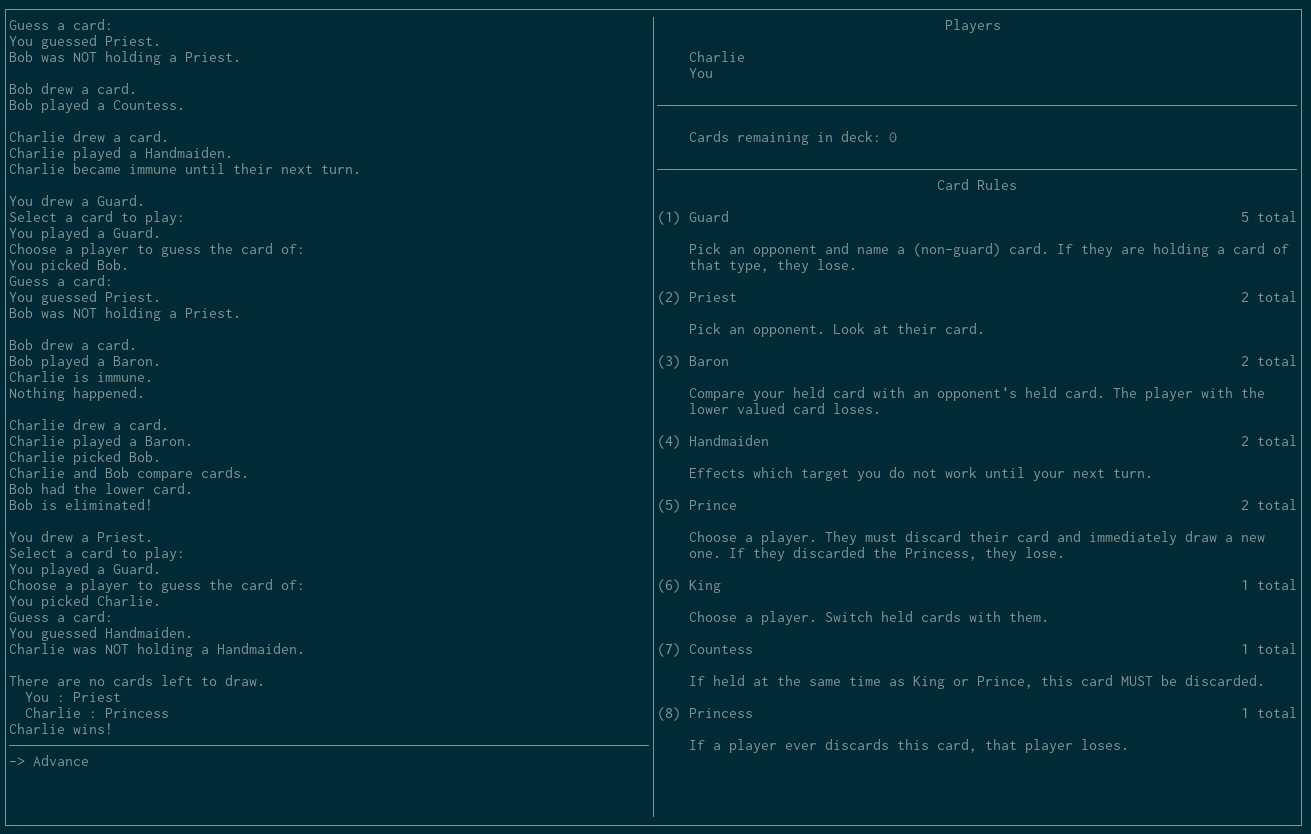 Guess a card:
You guessed Priest.
Bob was NOT holding a Priest.
Bob drew a card.
Bob played a Countess.
Charlie drew a card.
Charlie played a Handmaiden.
Charlie became immune until their next turn.
You drew a Guard.
Select a card to play:
You played a Guard.
Choose a player to guess the card of:
You picked Bob.
Guess a card:
You guessed Priest.
Bob was NOT holding a Priest.
Bob drew a card.
Bob played a Baron.
Charlie is immune.
Nothing happened.
Charlie drew a card.
Charlie played a Baron.
Charlie picked Bob.
Charlie and Bob compare cards.
Bob had the lower card.
Bob is eliminated!
You drew a Priest.
Select a card to play:
You played a Guard.
Choose a player to guess the card of:
You picked Charlie.
Guess a card:
You guessed Handmaiden.
Charlie was NOT holding a Handmaiden.
There are no cards left to draw.
You : Priest
Charlie : Princess
Charlie wins!
-> Advance
Players
Charlie
You
Cards remaining in deck: 0
Card Rules
(1) Guard 5 total
Pick an opponent and name a (non-guard) card. If they are holding a card of
that type, they lose.
(2) Priest 2 total
Pick an opponent. Look at their card.
(3) Baron 2 total
Compare your held card with an opponent's held card. The player with the
lower valued card loses.
(4) Handmaiden 2 total
Effects which target you do not work until your next turn.
(5) Prince 2 total
Choose a player. They must discard their card and immediately draw a new
one. If they discarded the Princess, they lose.
(6) King 1 total
Choose a player. Switch held cards with them.
(7) Countess 1 total
If held at the same time as King or Prince, this card MUST be discarded.
(8) Princess 1 total
If a player ever discards this card, that player loses.